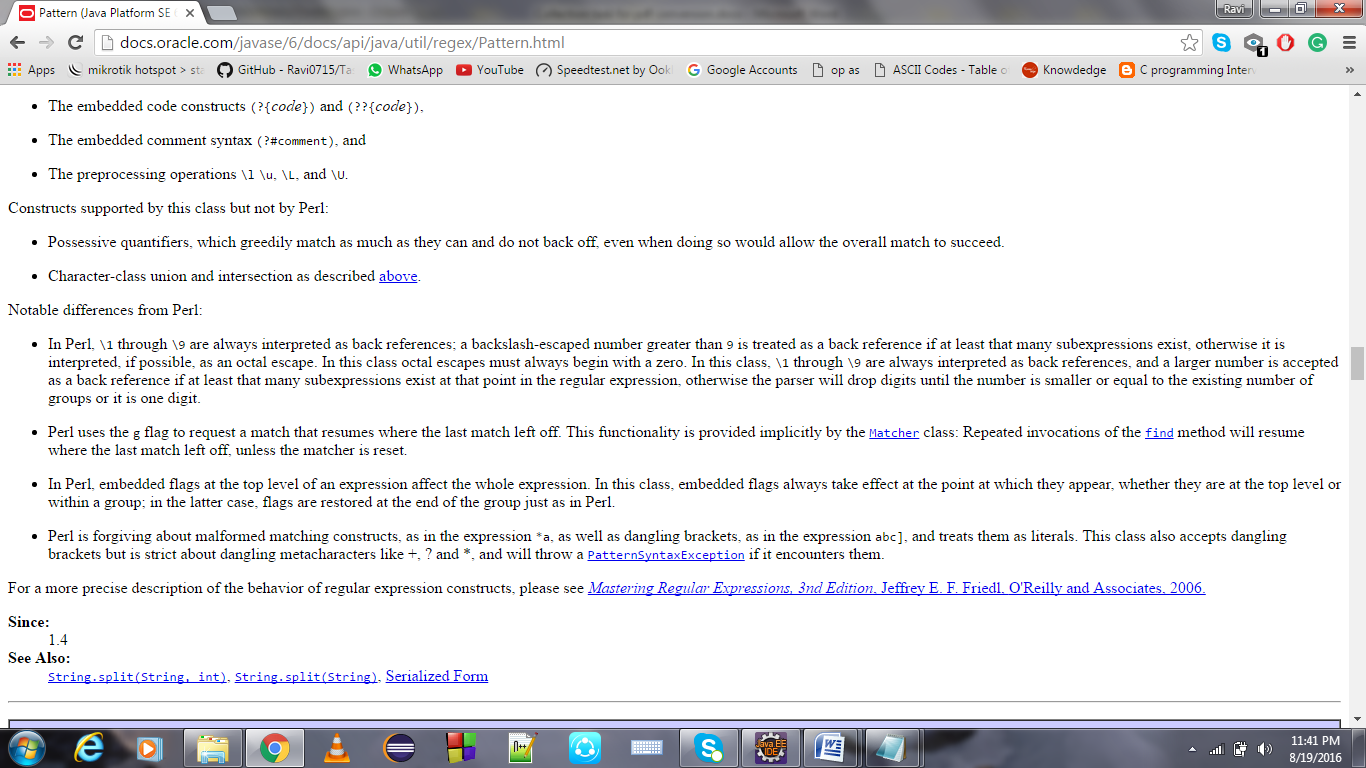 Pattern (Java Platform SE
Ravi
docs.oracle.com/javase/6/docs/api/java/util/regex/Pattern.html
1
Apps
mikrotik hotspot > sta
GitHub - Ravi0715/Ta
WhatsApp
YouTube
Speedtest.net by Ookl
Google Accounts
op as
ASCII Codes - Table o
Knowdedge
C programming Inter
»
• The embedded code constructs (?{code}) and (??{code}),
• The embedded comment syntax (?#comment), and
• The preprocessing operations \l \u, \L, and \U.
Constructs supported by this class but not by Perl:
• Possessive quantifiers, which greedily match as much as they can and do not back off, even when doing so would allow the overall match to succeed.
• Character-class union and intersection as described above.
Notable differences from Perl:
• In Perl, \1 through \9 are always interpreted as back references; a backslash-escaped number greater than 9 is treated as a back reference if at least that many subexpressions exist, otherwise it is
interpreted, if possible, as an octal escape. In this class octal escapes must always begin with a zero. In this class, \1 through \9 are always interpreted as back references, and a larger number is accepted
as a back reference if at least that many subexpressions exist at that point in the regular expression, otherwise the parser will drop digits until the number is smaller or equal to the existing number of
groups or it is one digit.
• Perl uses the g flag to request a match that resumes where the last match left off. This functionality is provided implicitly by the Matcher class: Repeated invocations of the find method will resume
where the last match left off, unless the matcher is reset.
• In Perl, embedded flags at the top level of an expression affect the whole expression. In this class, embedded flags always take effect at the point at which they appear, whether they are at the top level or
within a group; in the latter case, flags are restored at the end of the group just as in Perl.
• Perl is forgiving about malformed matching constructs, as in the expression *a, as well as dangling brackets, as in the expression abc], and treats them as literals. This class also accepts dangling
brackets but is strict about dangling metacharacters like +, ? and *, and will throw a PatternSyntaxException if it encounters them.
For a more precise description of the behavior of regular expression constructs, please see Mastering Regular Expressions, 3nd Edition, Jeffrey E. F. Friedl, O'Reilly and Associates, 2006.
Since:
1.4
See Also:
String.split(String, int), String.split(String), Serialized Form
Java EE
IDE
11:41 PM
8/19/2016